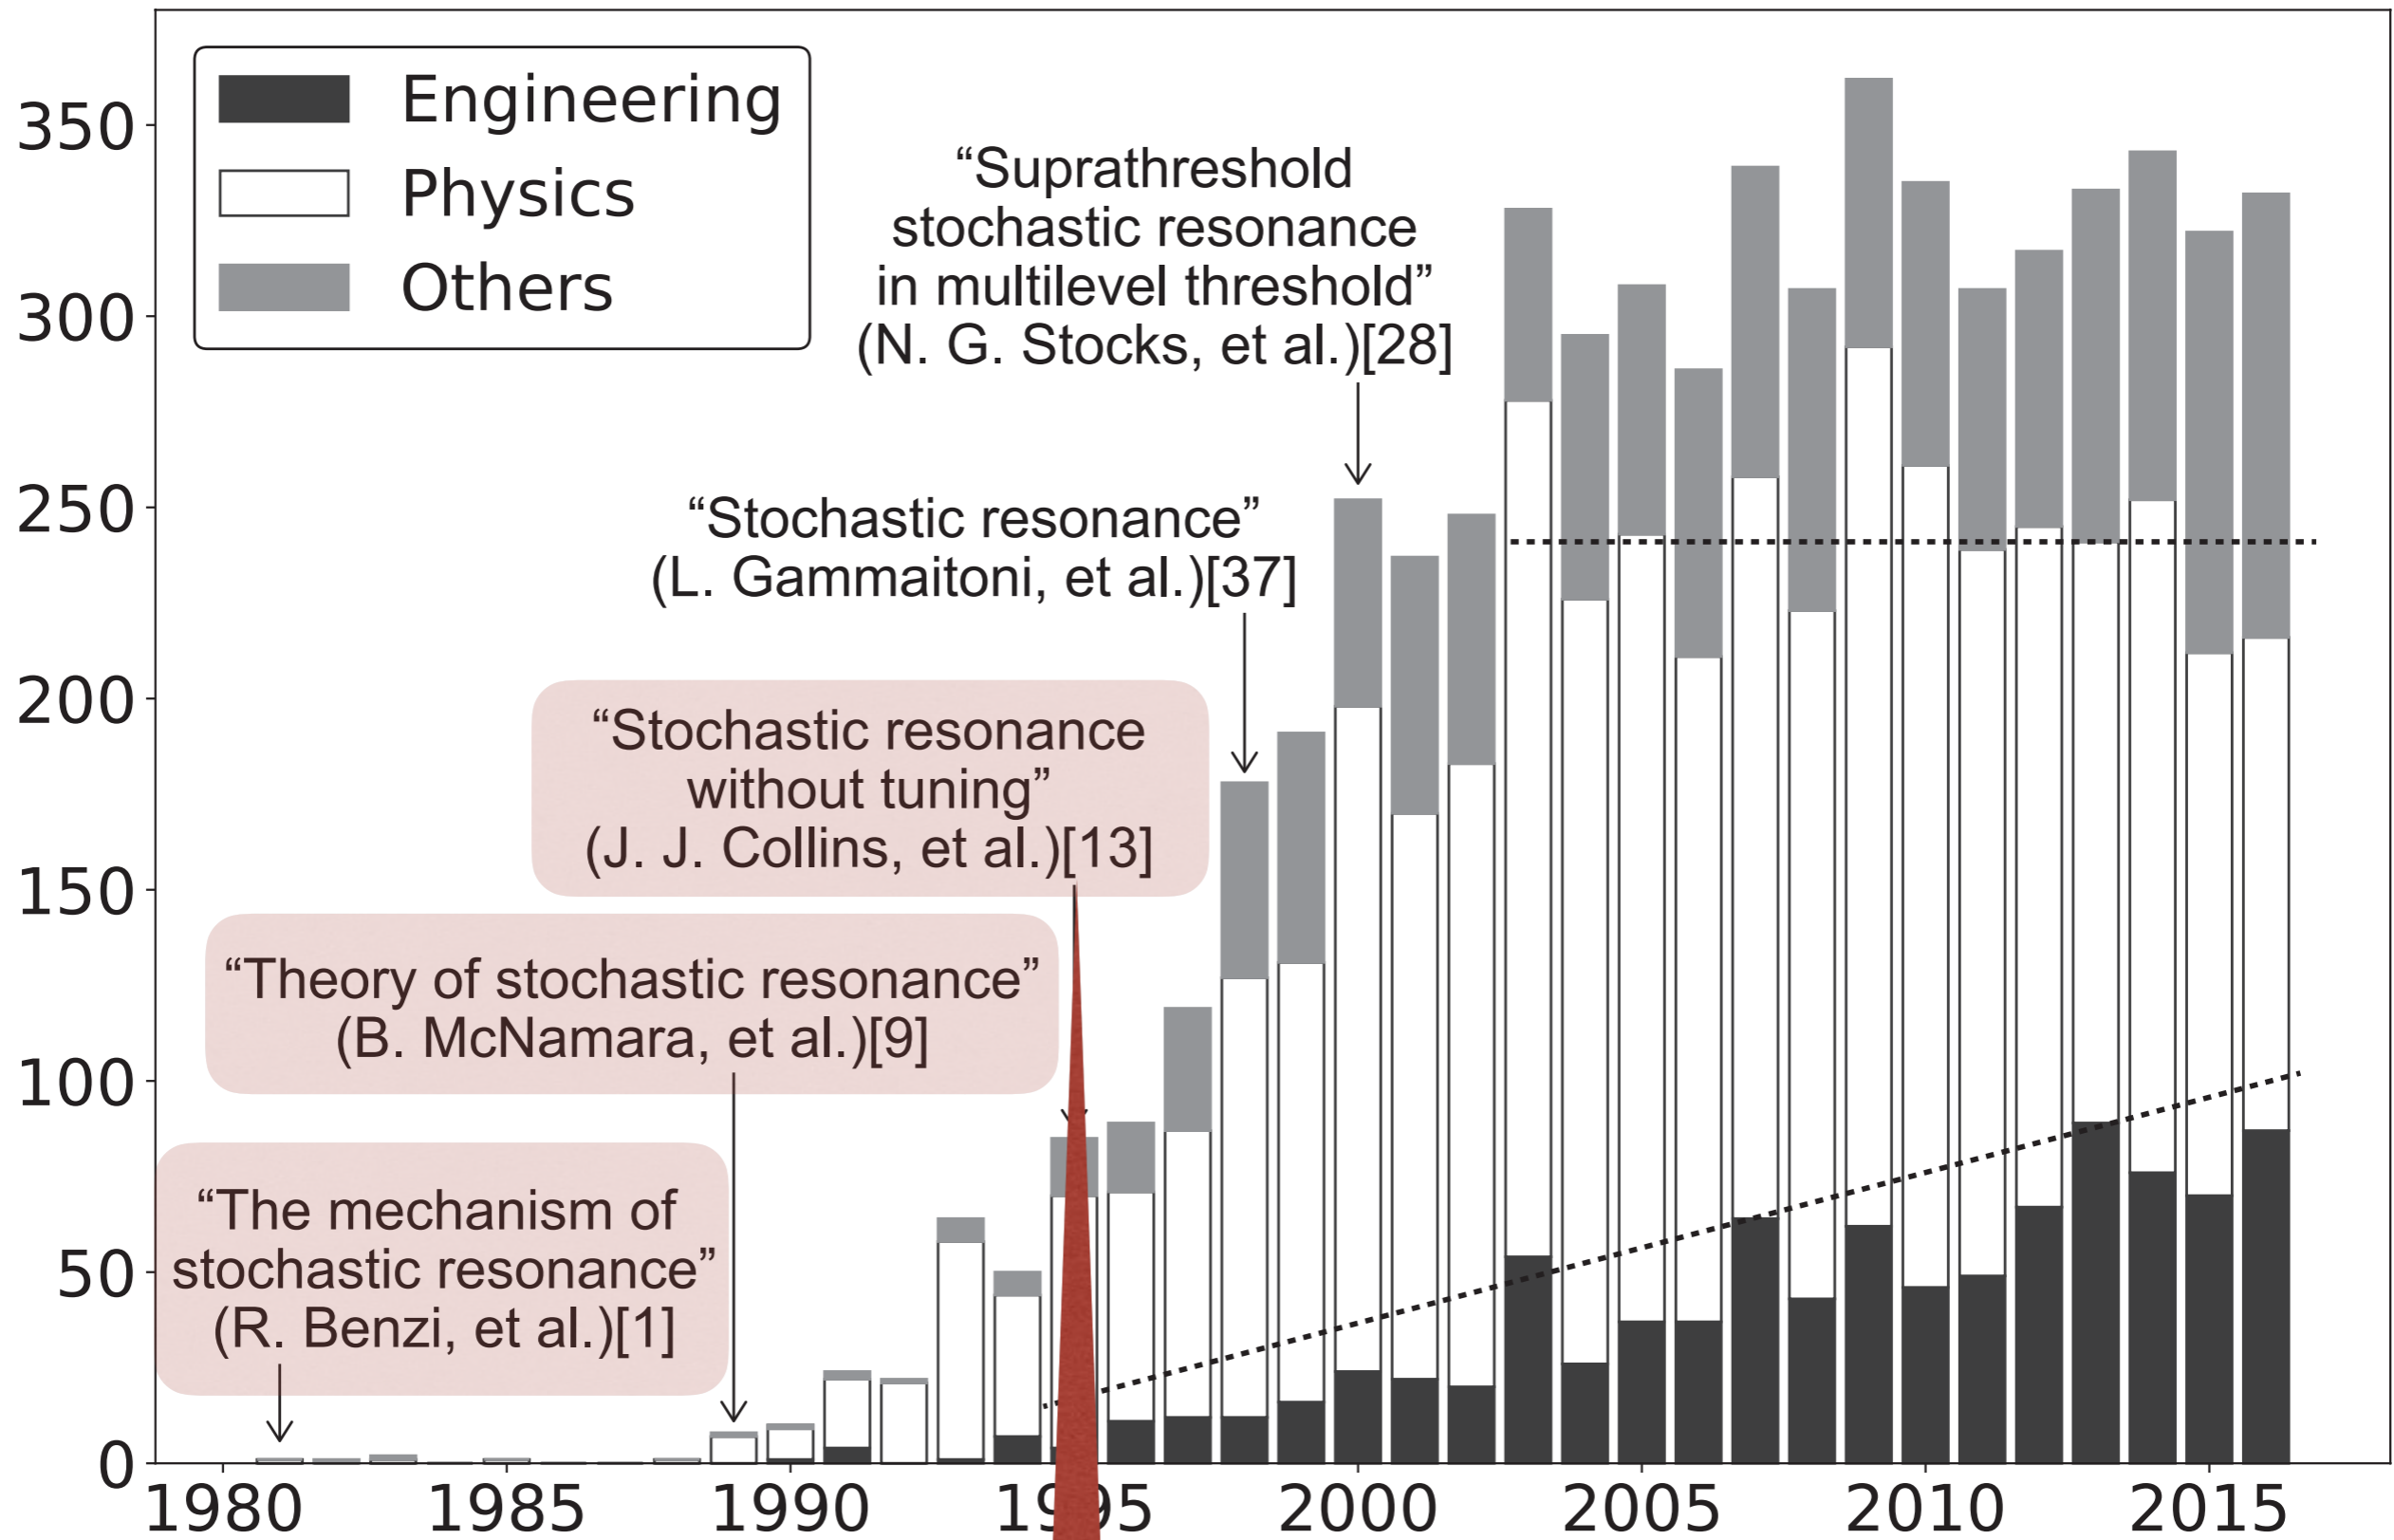 Engineering
Physics
Others
350
300
250
200
150
100
50
0
“Suprathreshold
stochastic resonance
in multilevel threshold”
(N. G. Stocks, et al.)[28]
“Stochastic resonance”
(L. Gammaitoni, et al.)[37]
“Stochastic resonance
without tuning”
(J. J. Collins, et al.)[13]
“Theory of stochastic resonance”
(B. McNamara, et al.)[9]
“The mechanism of
stochastic resonance”
(R. Benzi, et al.)[1]
1980 1985 1990 1995 2000 2005 2010 2015